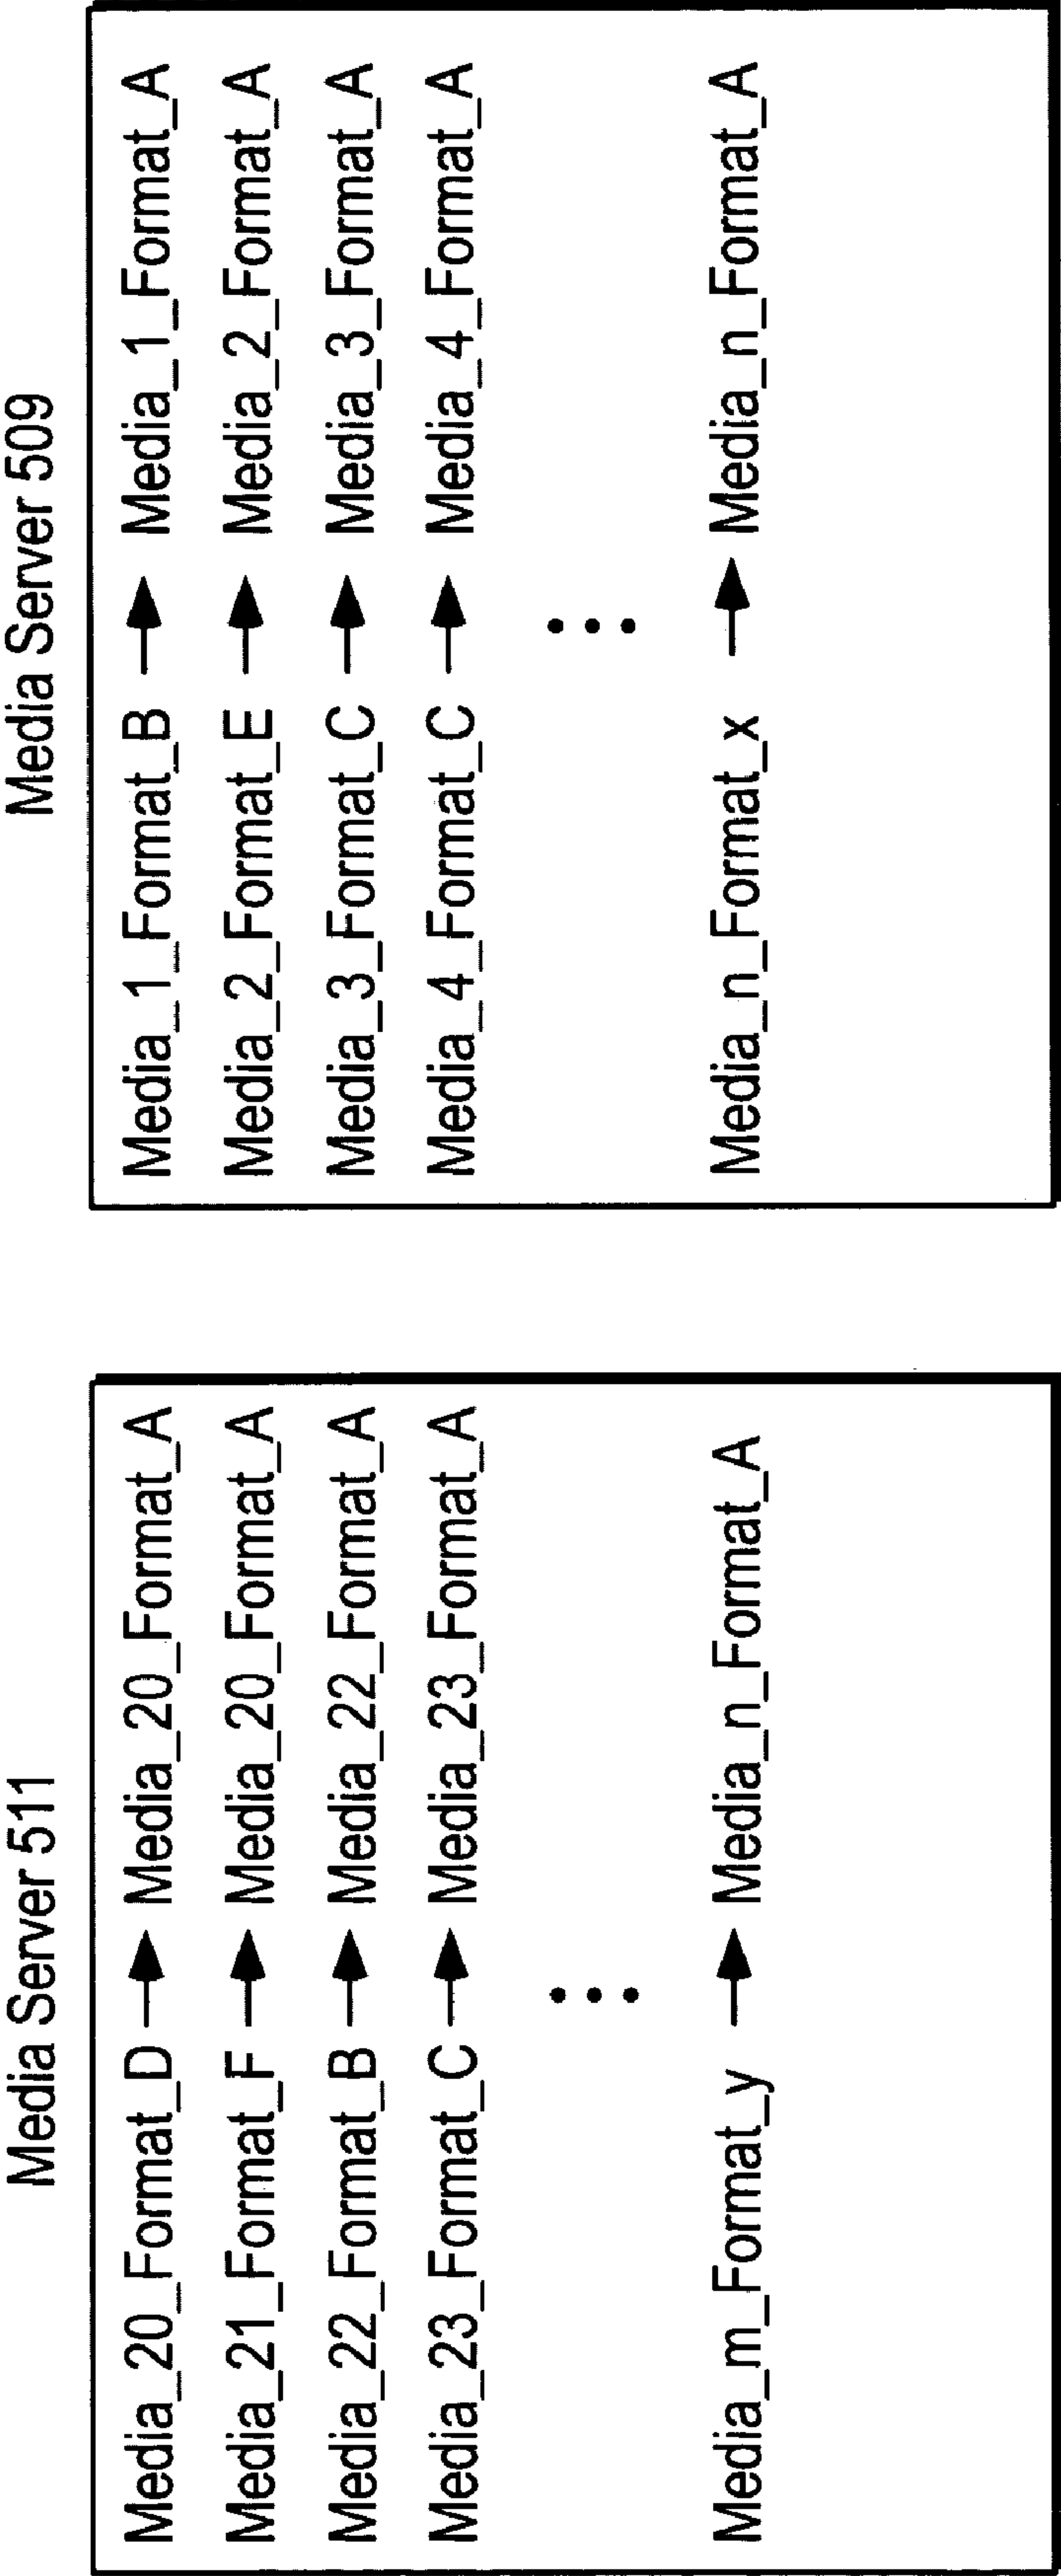 Media Server 511
Media_20_Format_D → Media_20_Format_A
Media_21_Format_F → Media_20_Format_A
Media_22_Format_B → Media_22_Format_A
Media_23_Format_C → Media_23_Format_A
• • •
Media_m_Format_y → Media_n_Format_A
Media Server 509
Media_1_Format_B → Media_1_Format_A
Media_2_Format_E → Media_2_Format_A
Media_3_Format_C → Media_3_Format_A
Media_4_Format_C → Media_4_Format_A
• • •
Media_n_Format_x → Media_n_Format_A